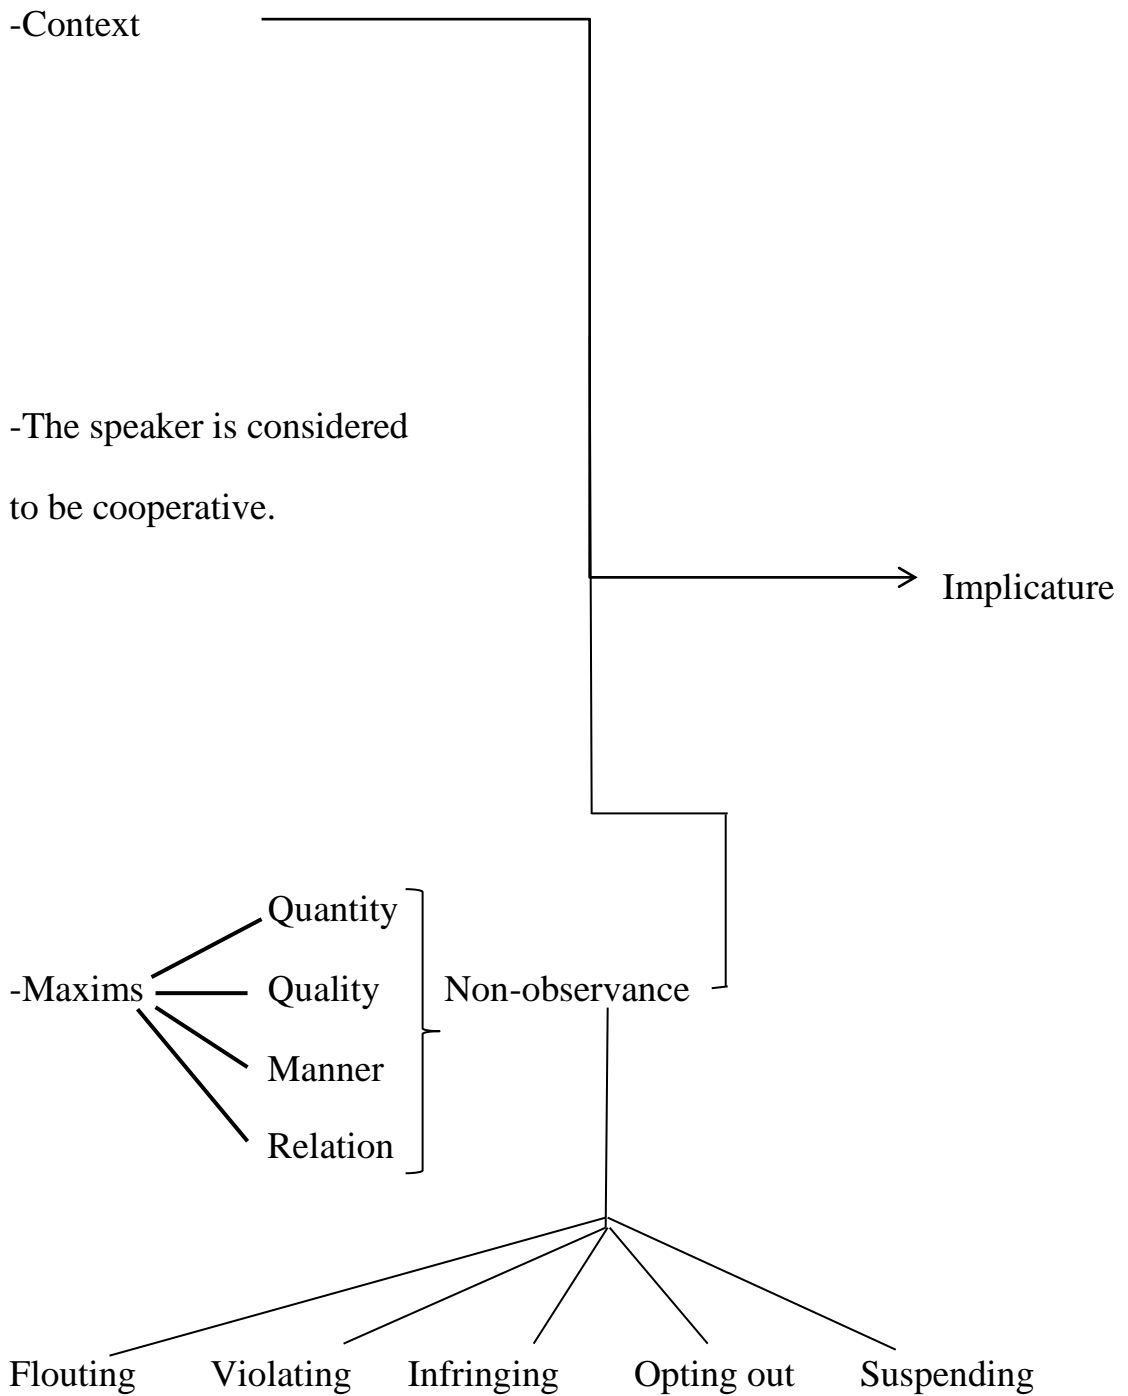 -Context
-The speaker is considered
to be cooperative.
Implicature
Quantity
-Maxims Quality Non-observance
Manner
Relation
Flouting Violating Infringing Opting out Suspending